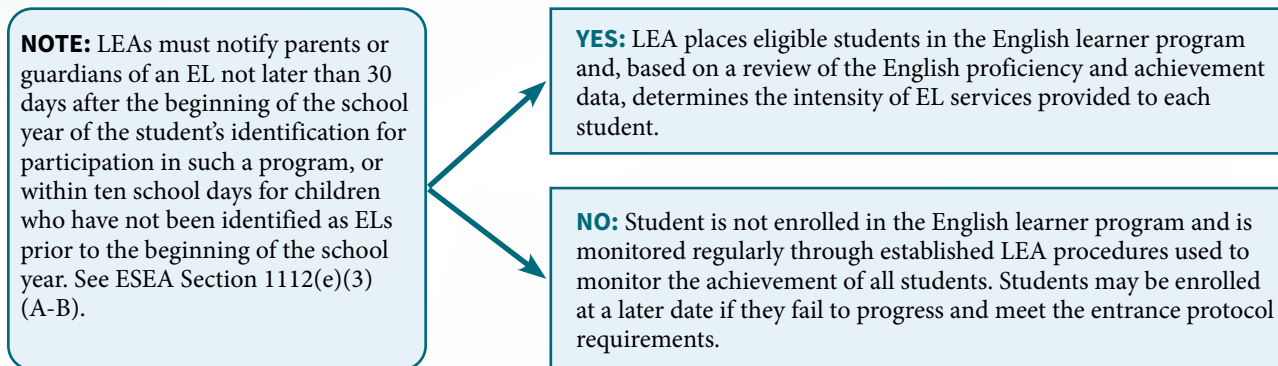 NOTE: LEAs must notify parents or
guardians of an EL not later than 30
days after the beginning of the school
year of the student’s identification for
participation in such a program, or
within ten school days for children
who have not been identified as ELs
prior to the beginning of the school
year. See ESEA Section 1112(e)(3)
(A-B).
YES: LEA places eligible students in the English learner program
and, based on a review of the English proficiency and achievement
data, determines the intensity of EL services provided to each
student.
NO: Student is not enrolled in the English learner program and is
monitored regularly through established LEA procedures used to
monitor the achievement of all students. Students may be enrolled
at a later date if they fail to progress and meet the entrance protocol
requirements.